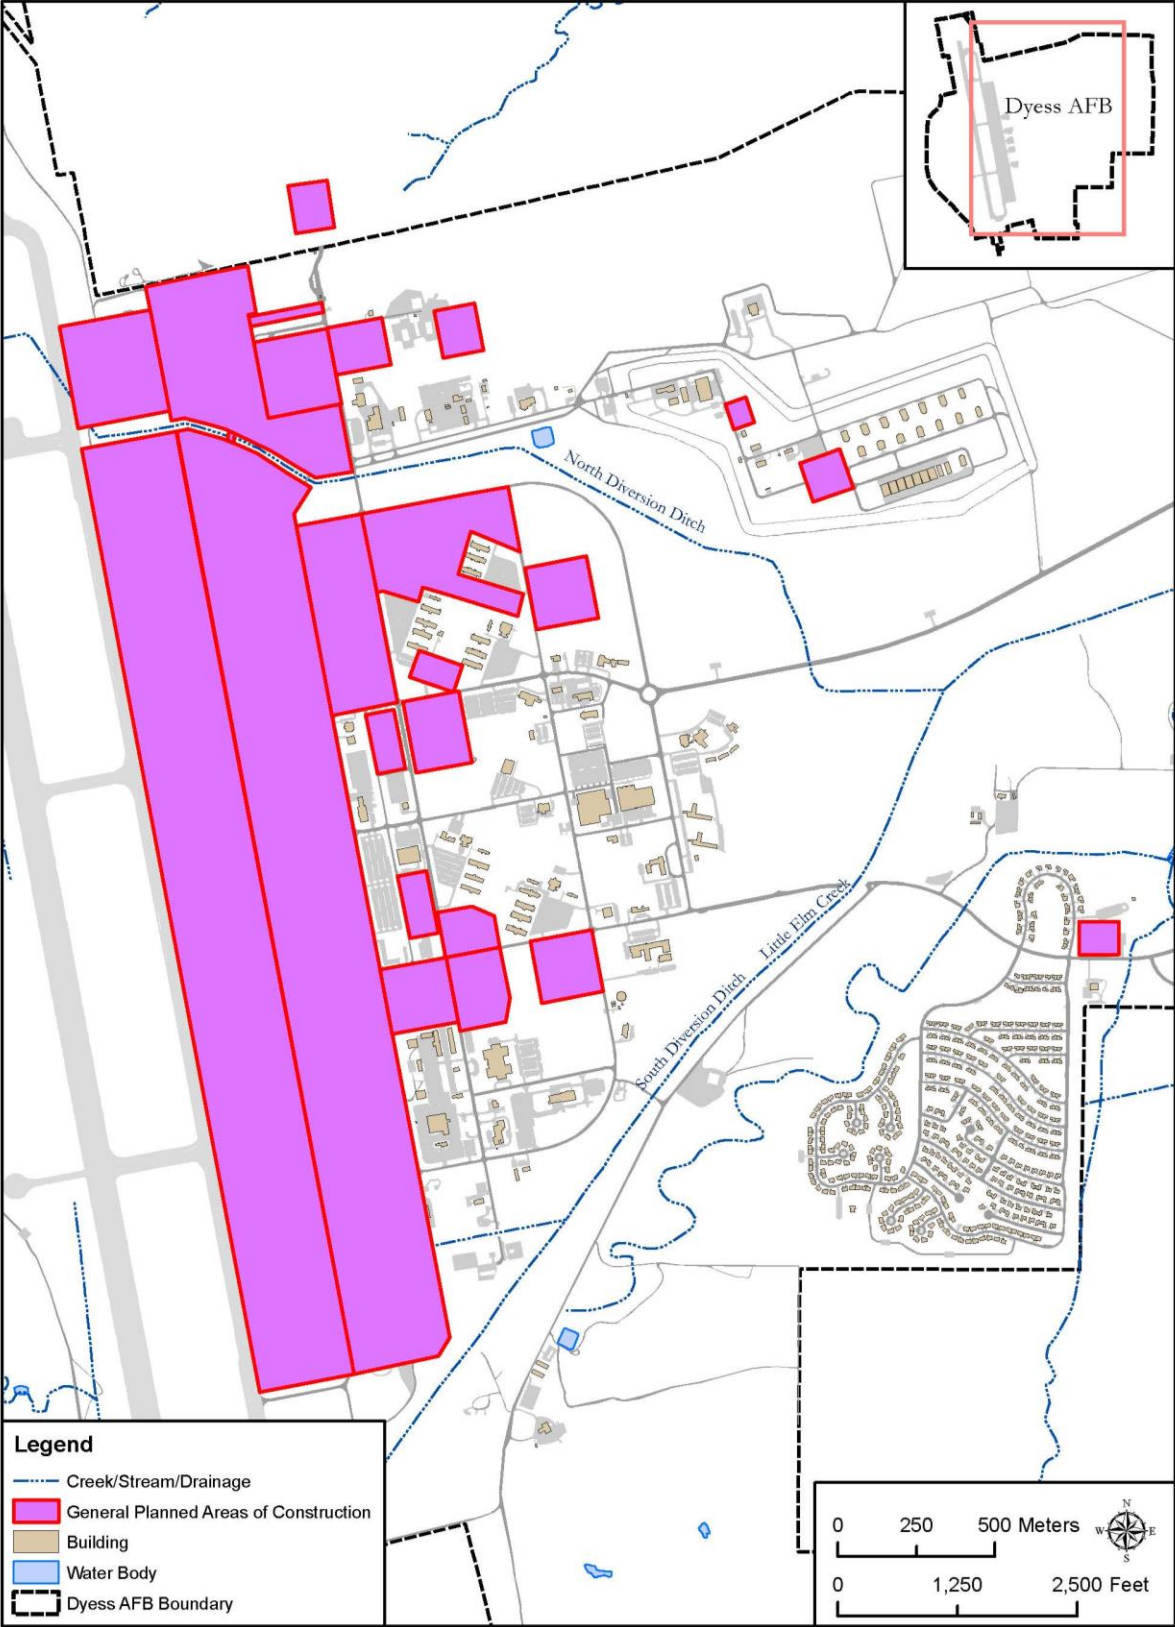 Dyess AFB
North Diversion Ditch
Little Elm Creek
South Diversion Ditch
Legend
Creek/Stream/Drainage
General Planned Areas of Construction
Building
Water Body
Dyess AFB Boundary
0 250 500 Meters
0 1,250 2,500 Feet
N
W E
S